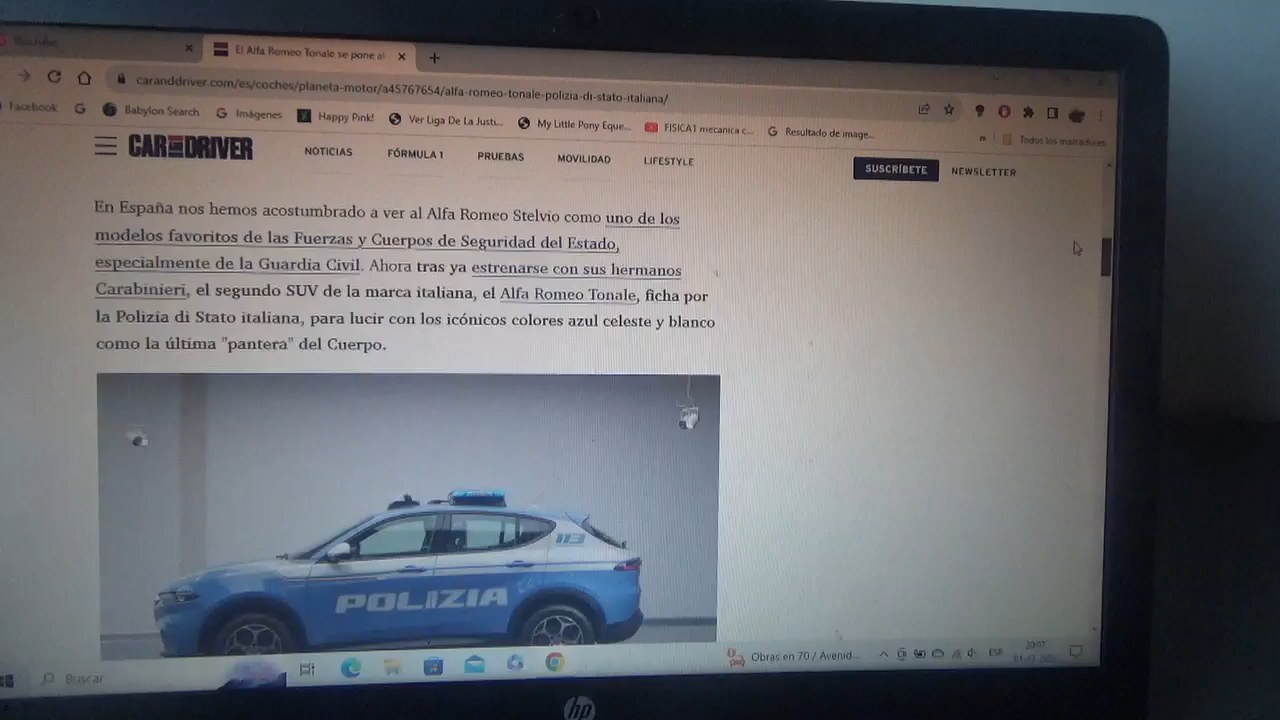 El Alfa Romeo Tonale se pone al
caranddriver.com/es/coches/planeta-motor/a45767654/alfa-romeo-tonale-polizia-di-stato-italiana/
Facebook
Babylon Search
Imágenes
Happy Pink!
Ver Liga De La Justi...
My Little Pony Eque...
FISICA1 mecanica c...
Resultado de image...
Todos los marcadores
CAR AND DRIVER
NOTICIAS
FÓRMULA 1
PRUEBAS
MOVILIDAD
LIFESTYLE
SUSCRÍBETE
NEWSLETTER
En España nos hemos acostumbrado a ver al Alfa Romeo Stelvio como uno de los
modelos favoritos de las Fuerzas y Cuerpos de Seguridad del Estado,
especialmente de la Guardia Civil. Ahora tras ya estrenarse con sus hermanos
Carabinieri, el segundo SUV de la marca italiana, el Alfa Romeo Tonale, ficha por
la Polizia di Stato italiana, para lucir con los icónicos colores azul celeste y blanco
como la última "pantera" del Cuerpo.
113
POLIZIA
Buscar
Obras en 70 / Avenid...
ESP
20:07
hp